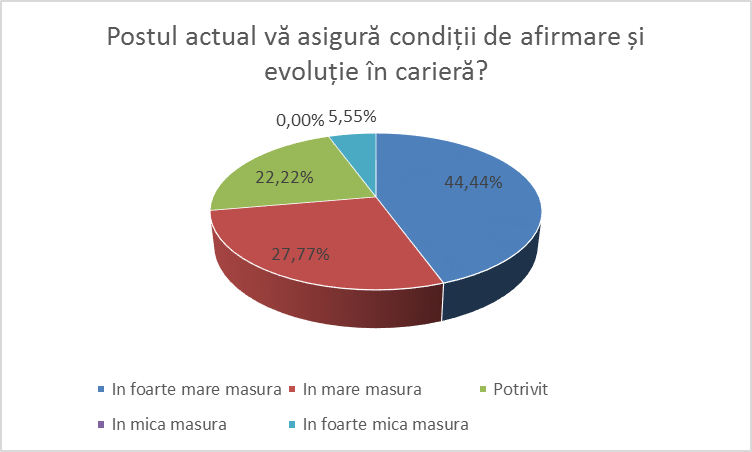 Postul actual vă asigură condiții de afirmare și
evoluție în carieră?
0,00%
5,55%
22,22%
44,44%
27,77%
In foarte mare masura
In mare masura
Potrivit
In mica masura
In foarte mica masura